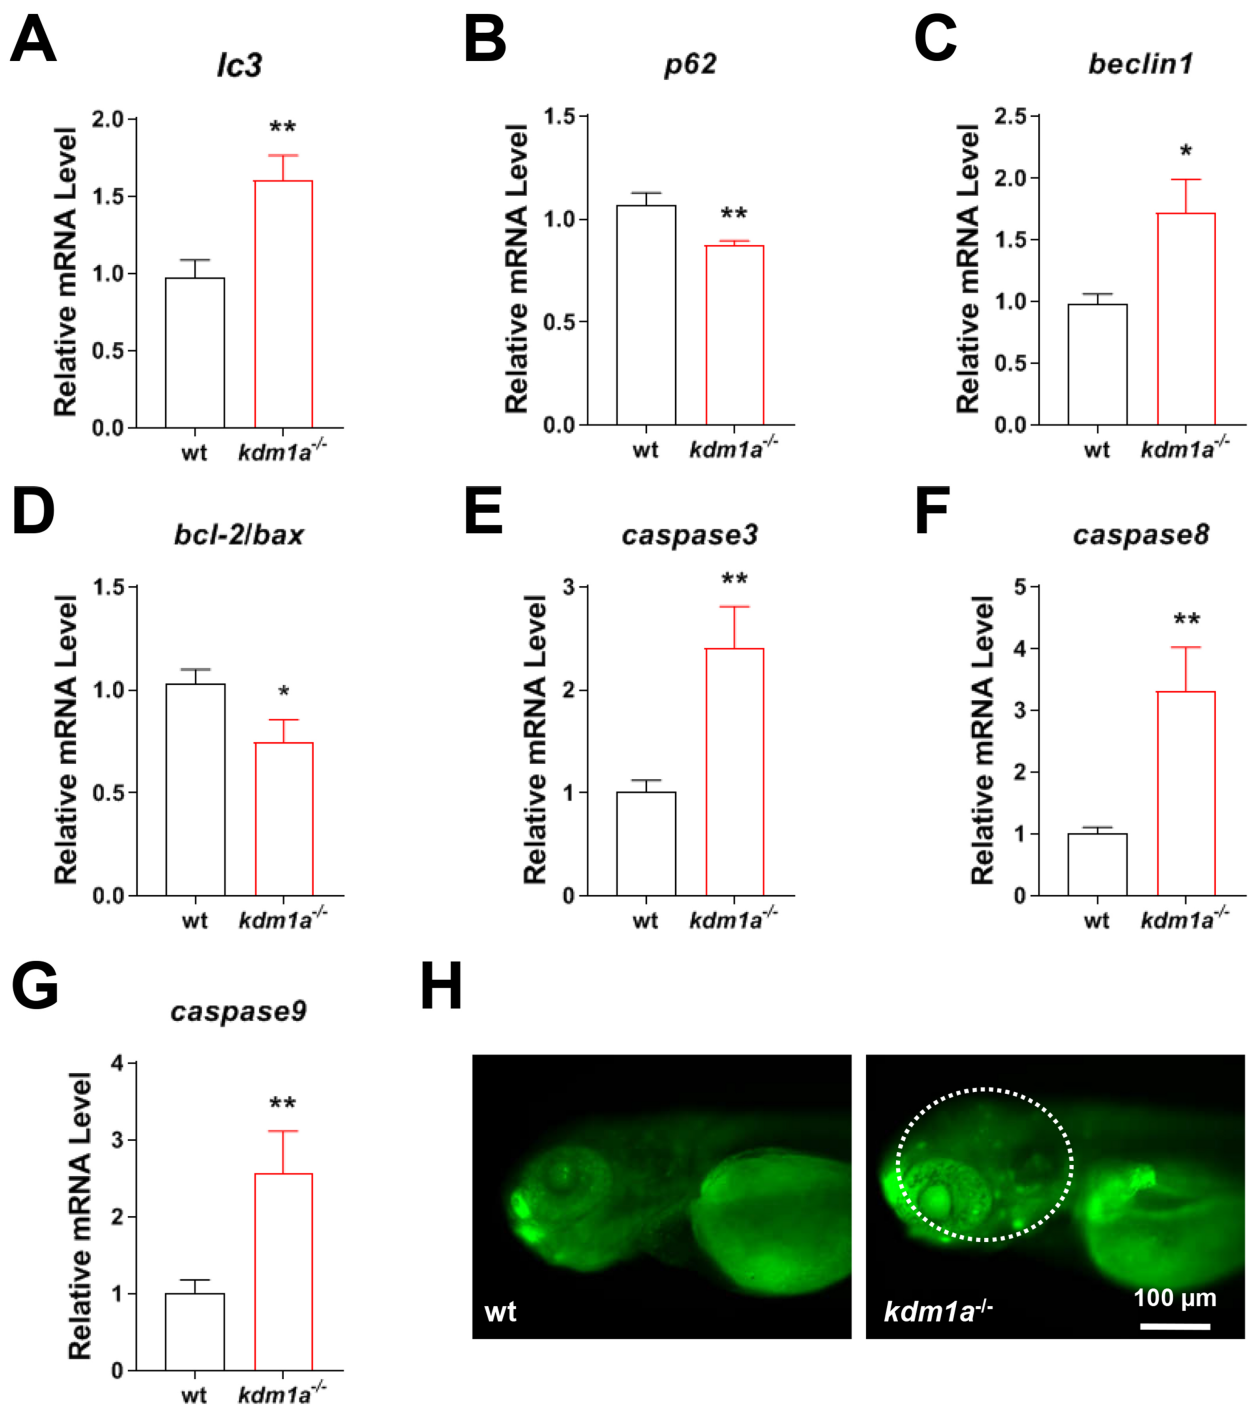 A
lc3
Relative mRNA Level
2.0
1.5
1.0
0.5
0.0
**
wt
kdm1a-/-
B
p62
Relative mRNA Level
1.5
1.0
0.5
0.0
**
wt
kdm1a-/-
C
beclin1
Relative mRNA Level
2.5
2.0
1.5
1.0
0.5
0.0
*
wt
kdm1a-/-
D
bcl-2/bax
Relative mRNA Level
1.5
1.0
0.5
0.0
*
wt
kdm1a-/-
E
caspase3
Relative mRNA Level
3
2
1
0
**
wt
kdm1a-/-
F
caspase8
Relative mRNA Level
5
4
3
2
1
0
**
wt
kdm1a-/-
G
caspase9
Relative mRNA Level
4
3
2
1
0
**
wt
kdm1a-/-
H
wt
kdm1a-/-
100 µm